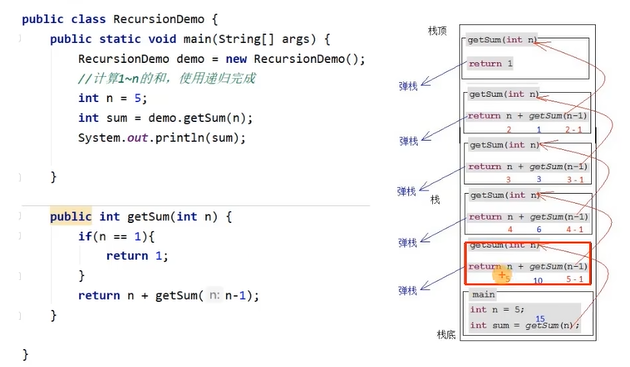 public class RecursionDemo {
public static void main(String[] args) {
RecursionDemo demo = new RecursionDemo();
//计算1~n的和，使用递归完成
int n = 5;
int sum = demo.getSum(n);
System.out.println(sum);
}
public int getSum(int n) {
if(n == 1){
return 1;
}
return n + getSum( n: n-1);
}
}
栈顶
getSum(int n)
return 1
弹栈
getSum(int n)
return n + getSum(n-1)
2 1 2-1
弹栈
getSum(int n)
return n + getSum(n-1)
3 3 3-1
弹栈
栈
getSum(int n)
return n + getSum(n-1)
4 6 4-1
弹栈
getSum(int n)
return n + getSum(n-1)
5 10 5-1
弹栈
main
int n = 5;
15
int sum = getSum(n);
栈底